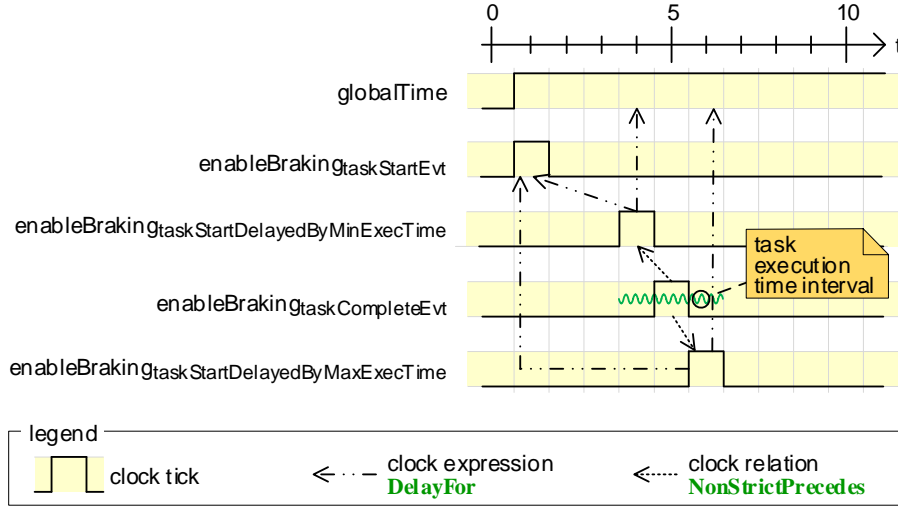 0 5 10
t
globalTime
enableBrakingtaskStartEvt
enableBrakingtaskStartDelayedByMinExecTime
task
execution
time interval
enableBrakingtaskCompleteEvt
enableBrakingtaskStartDelayedByMaxExecTime
legend
clock tick
clock expression
DelayFor
clock relation
NonStrictPrecedes